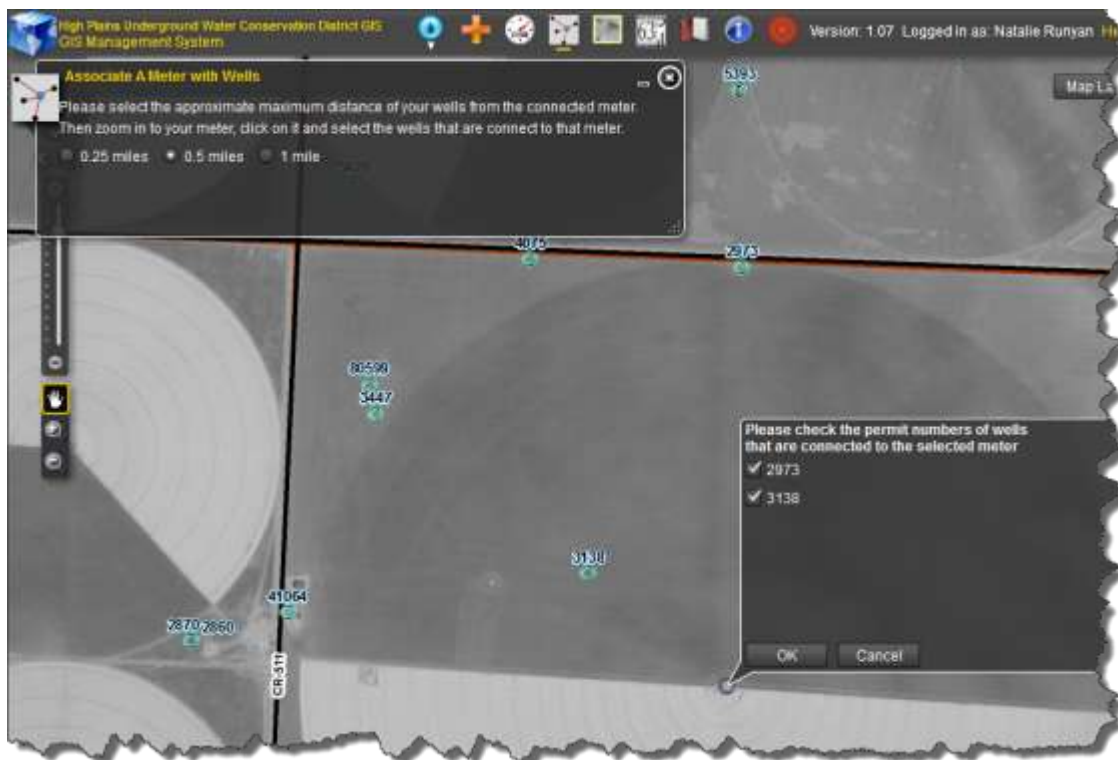 High Plains Underground Water Conservation District GIS
GIS Management System
Version: 1.07 Logged in as: Natalie Runyan
Associate A Meter with Wells
Please select the approximate maximum distance of your wells from the connected meter.
Then zoom in to your meter, click on it and select the wells that are connect to that meter.
0.25 miles
0.5 miles
1 mile
5393
Map La
4075
2973
80599
3447
Please check the permit numbers of wells
that are connected to the selected meter
2973
3138
3138
41064
2870
2860
OK
Cancel
CR-511